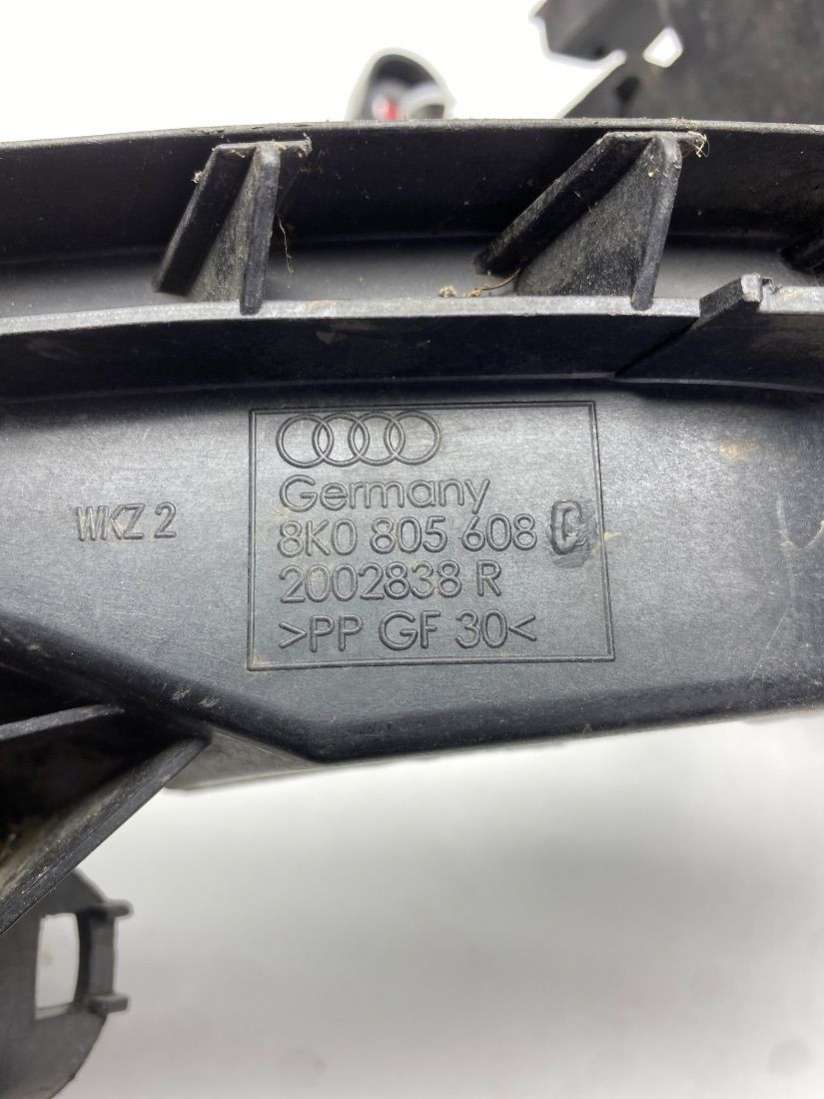 Germany
WKZ 2
8K0 805 608 C
2002838 R
>PP GF 30<